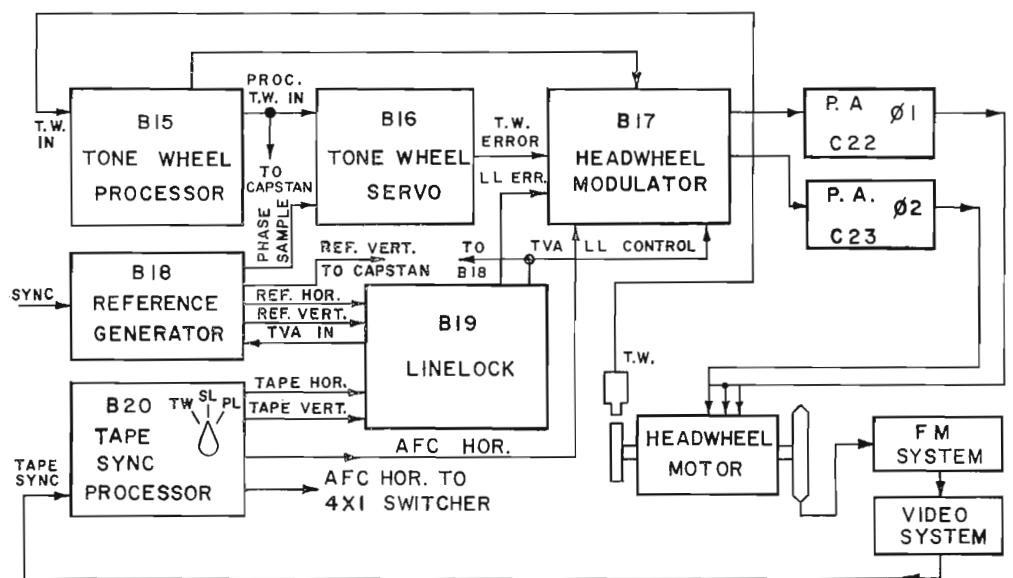 T.W.
IN
B15
TONE WHEEL
PROCESSOR
PROC.
T.W. IN
TO
CAPSTAN
B16
TONE WHEEL
SERVO
PHASE
SAMPLE
T.W.
ERROR
LL ERR.
B17
HEADWHEEL
MODULATOR
P. A Ø1
C22
P. A. Ø2
C23
SYNC
B18
REFERENCE
GENERATOR
REF. VERT.
TO CAPSTAN
TO
B18
TVA LL CONTROL
REF. HOR.
REF. VERT.
TVA IN
B19
LINELOCK
TAPE HOR.
TAPE VERT.
TAPE
SYNC
B20
TAPE
SYNC
PROCESSOR
TW SL PL
AFC HOR.
AFC HOR. TO
4X1 SWITCHER
T.W.
HEADWHEEL
MOTOR
FM
SYSTEM
VIDEO
SYSTEM